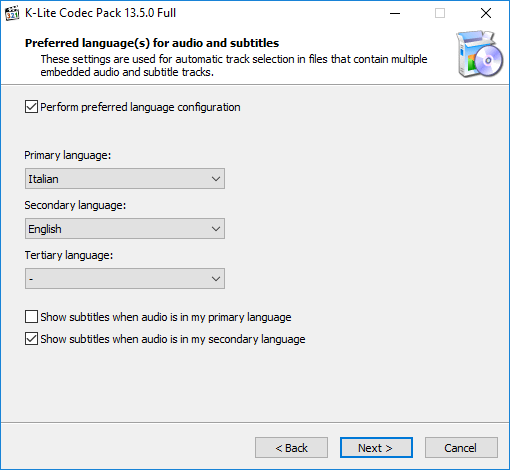 K-Lite Codec Pack 13.5.0 Full
Preferred language(s) for audio and subtitles
These settings are used for automatic track selection in files that contain multiple
embedded audio and subtitle tracks.
Perform preferred language configuration
Primary language:
Italian
Secondary language:
English
Tertiary language:
-
Show subtitles when audio is in my primary language
Show subtitles when audio is in my secondary language
< Back
Next >
Cancel